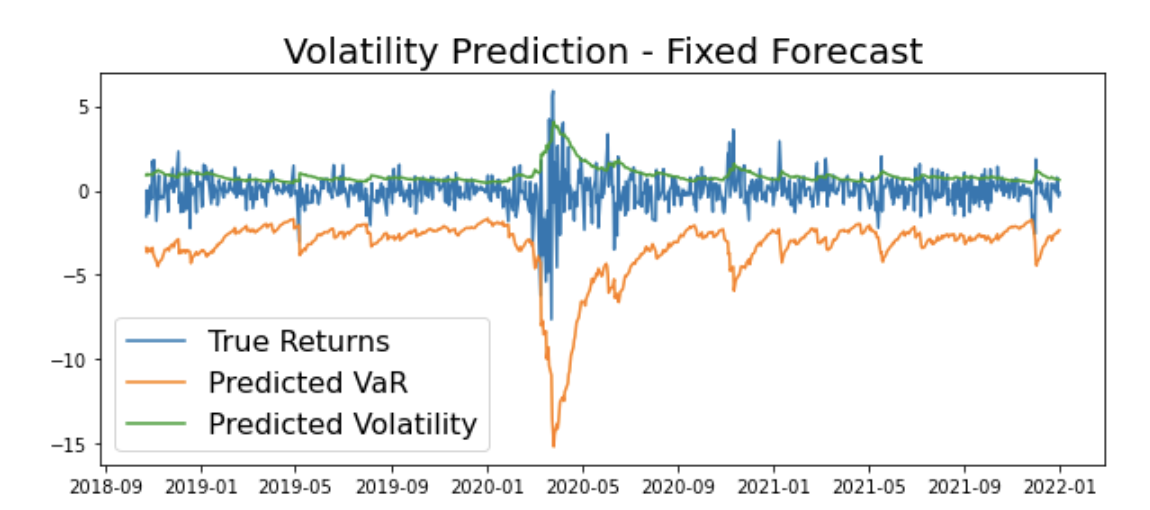 Volatility Prediction - Fixed Forecast
5
0
−5
−10
−15
True Returns
Predicted VaR
Predicted Volatility
2018-09 2019-01 2019-05 2019-09 2020-01 2020-05 2020-09 2021-01 2021-05 2021-09 2022-01